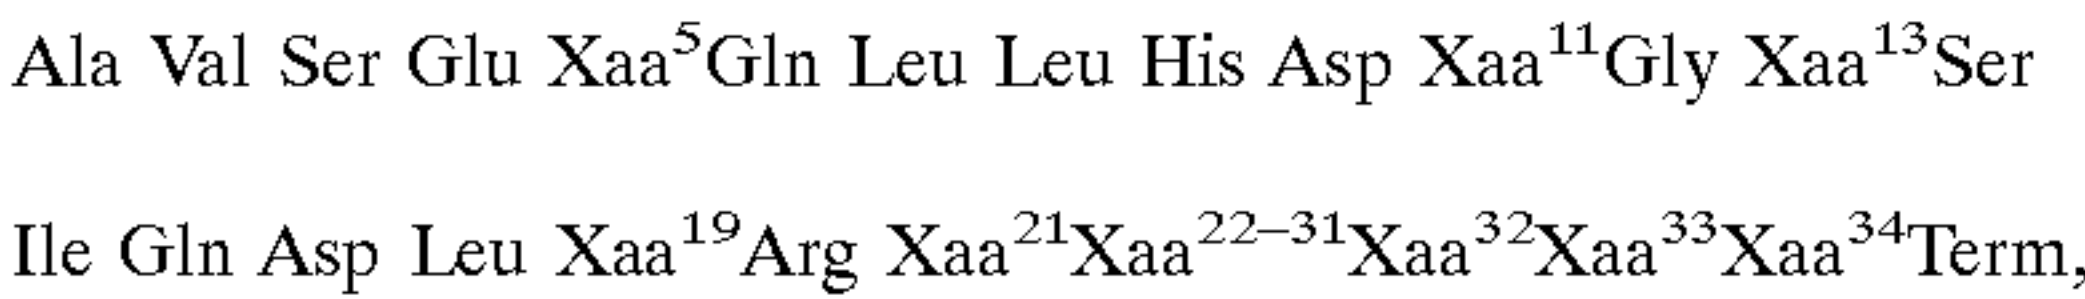 Ala Val Ser Glu Xaa⁵Gln Leu Leu His Asp Xaa¹¹Gly Xaa¹³Ser
Ile Gln Asp Leu Xaa¹⁹Arg Xaa²¹Xaa²²⁻³¹Xaa³²Xaa³³Xaa³⁴Term,